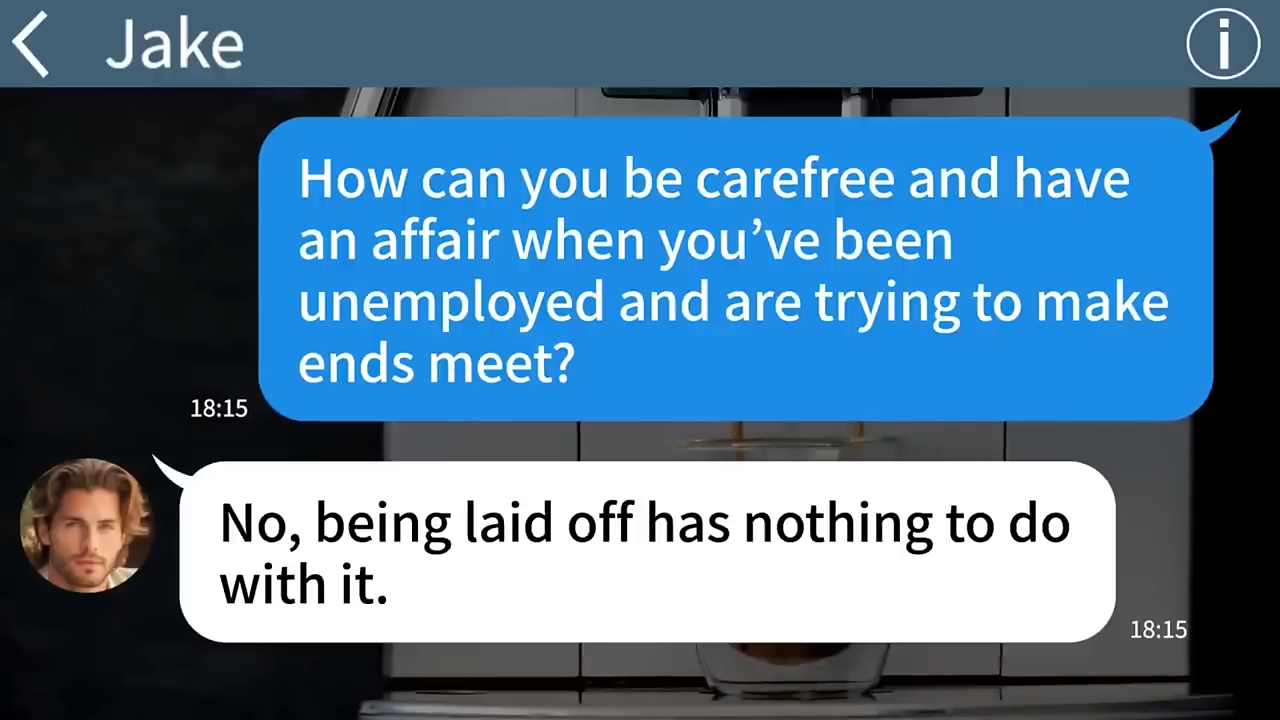 Jake
How can you be carefree and have
an affair when you’ve been
unemployed and are trying to make
ends meet?
18:15
No, being laid off has nothing to do
with it.
18:15